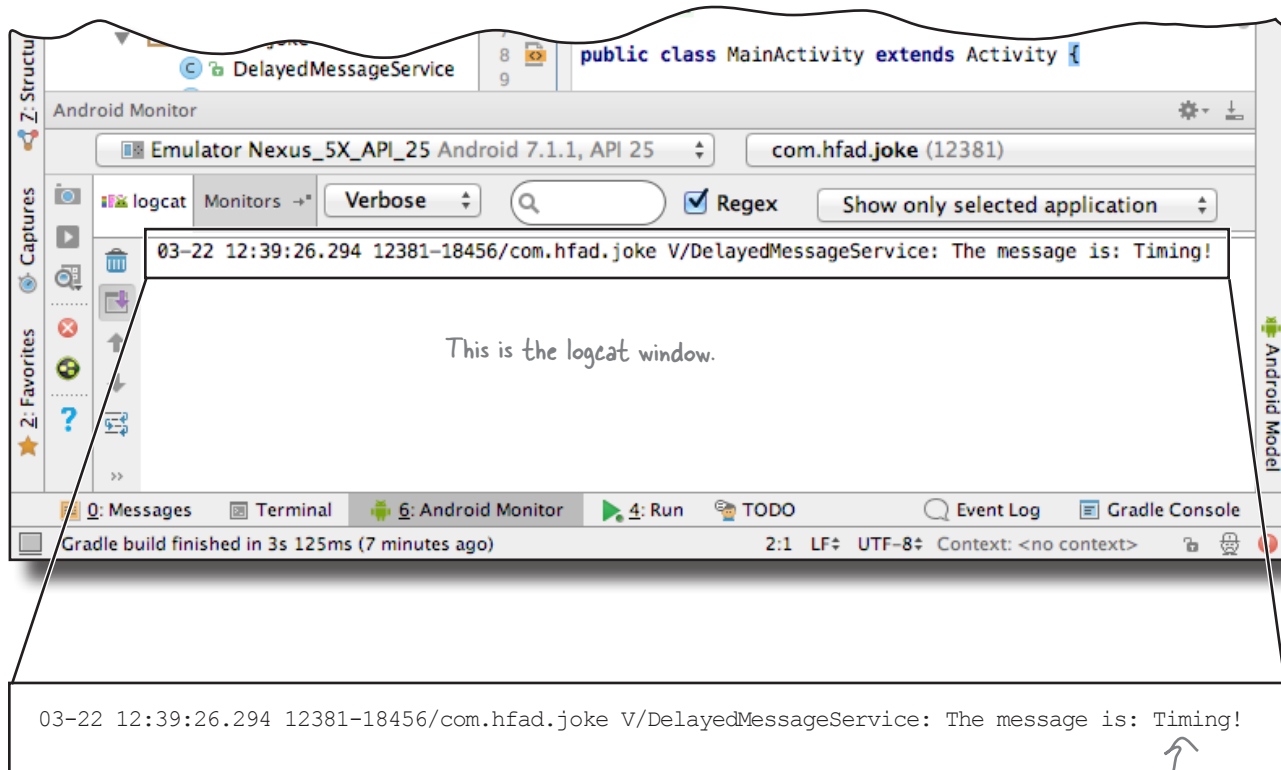 DelayedMessageService
8 public class MainActivity extends Activity {
9
Android Monitor
Emulator Nexus_5X_API_25 Android 7.1.1, API 25 com.hfad.joke (12381)
logcat Monitors Verbose Regex Show only selected application
03-22 12:39:26.294 12381-18456/com.hfad.joke V/DelayedMessageService: The message is: Timing!
This is the logcat window.
Z: Structu
Captures
2: Favorites
Android Model
?
>>
0: Messages Terminal 6: Android Monitor 4: Run TODO Event Log Gradle Console
Gradle build finished in 3s 125ms (7 minutes ago) 2:1 LF UTF-8 Context: <no context>
03-22 12:39:26.294 12381-18456/com.hfad.joke V/DelayedMessageService: The message is: Timing!